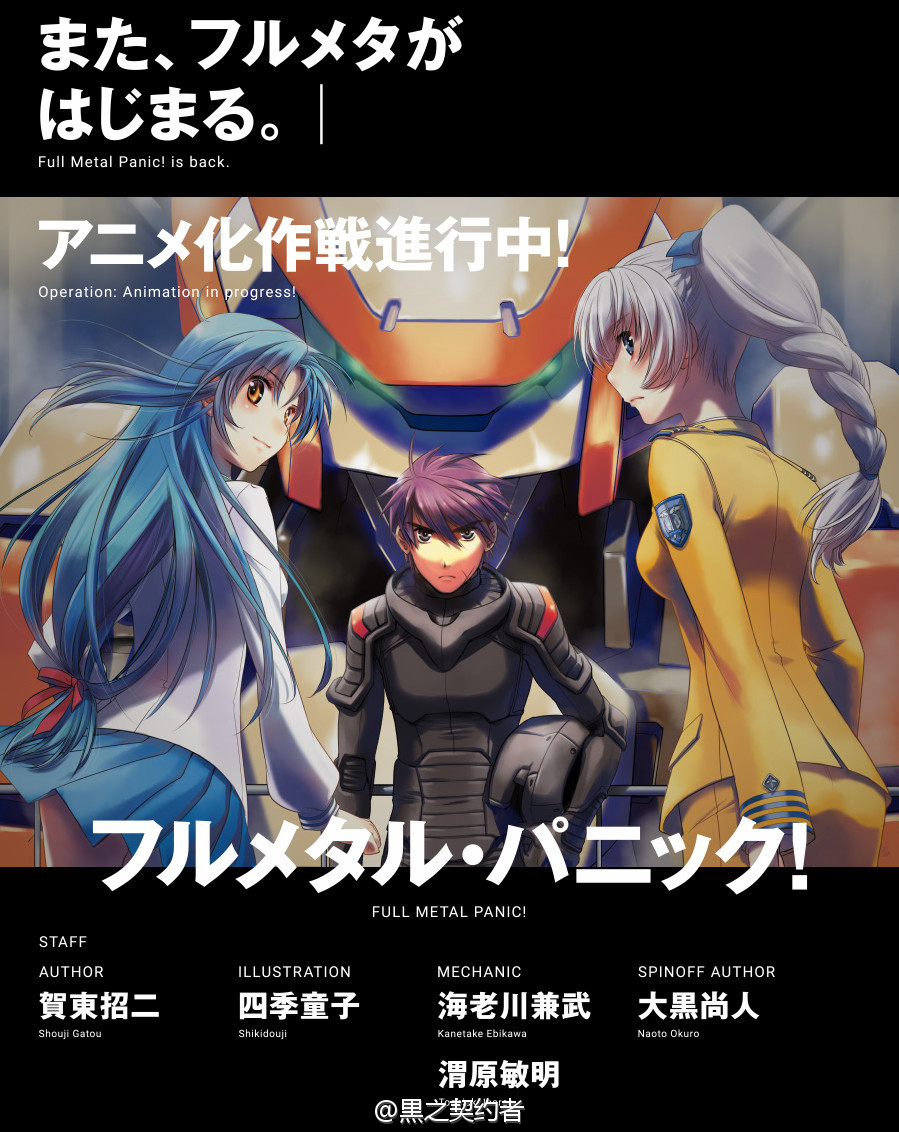 また、フルメタが
はじまる。
Full Metal Panic! is back.
アニメ化作戦進行中!
Operation: Animation in progress!
フルメタル・パニック!
FULL METAL PANIC!
STAFF
AUTHOR
賀東招二
Shouji Gatou
ILLUSTRATION
四季童子
Shikidouji
MECHANIC
海老川兼武
Kanetake Ebikawa
渭原敏明
SPINOFF AUTHOR
大黒尚人
Naoto Okuro
@黒之契约者